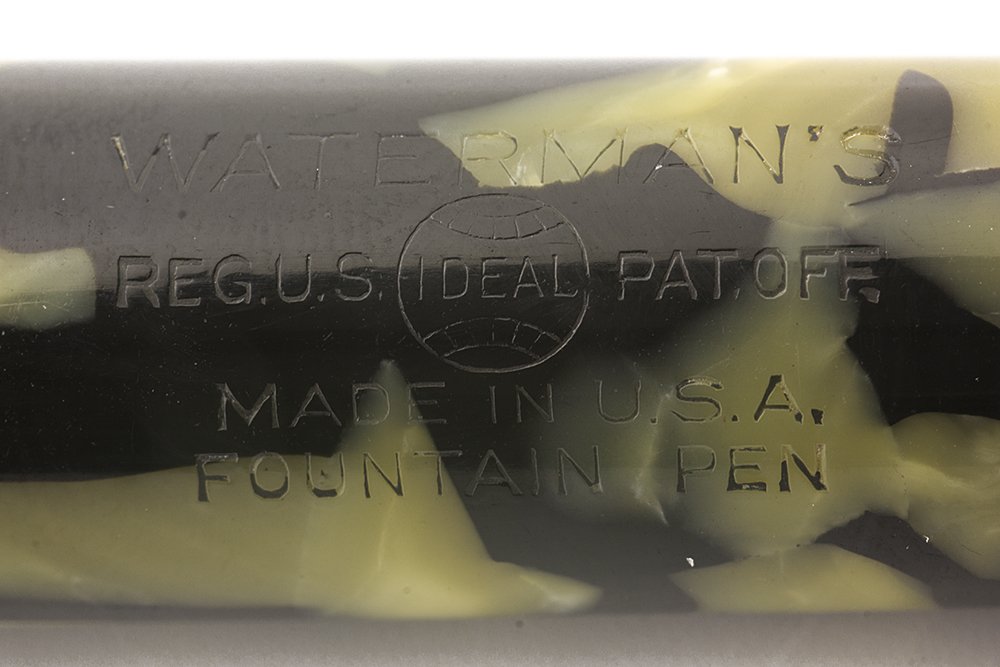 WATERMAN'S
REG.U.S. IDEAL PAT.OFF.
MADE IN U.S.A.
FOUNTAIN PEN